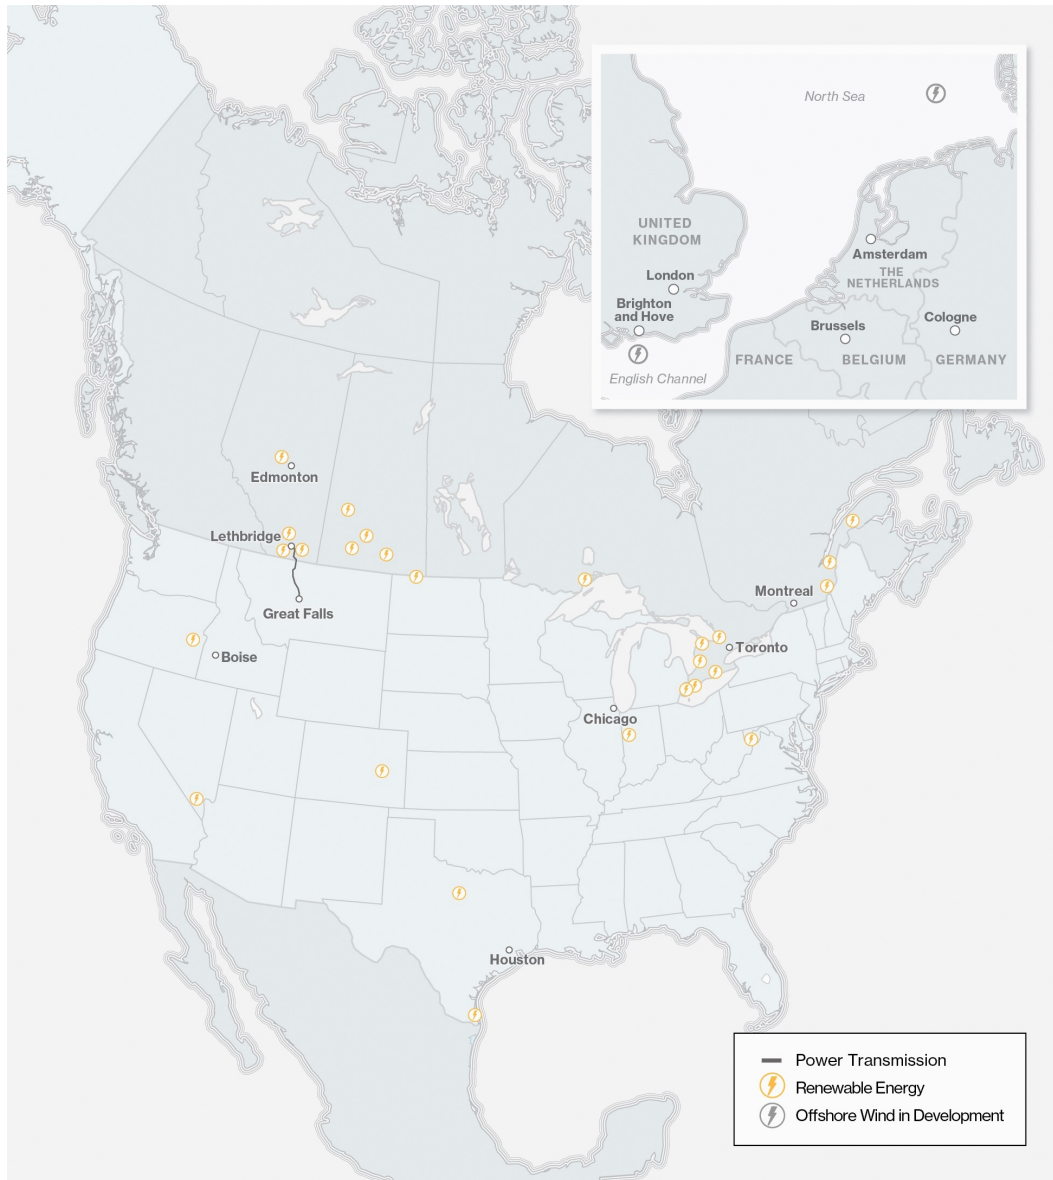 North Sea
UNITED
KINGDOM
London
Brighton
and Hove
English Channel
Amsterdam
THE
NETHERLANDS
Brussels
Cologne
FRANCE
BELGIUM
GERMANY
Edmonton
Lethbridge
Great Falls
Boise
Montreal
Toronto
Chicago
Houston
Power Transmission
Renewable Energy
Offshore Wind in Development